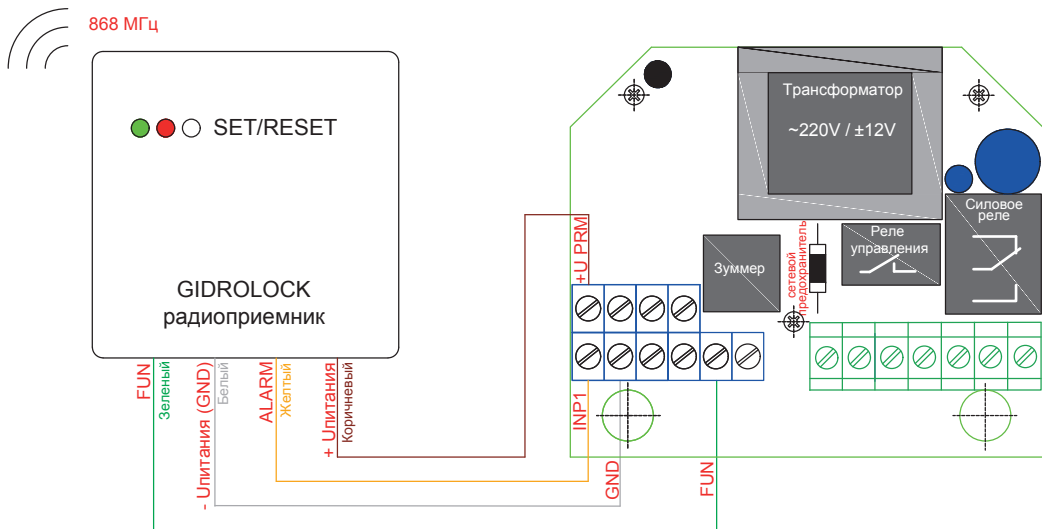 868 МГц
SET/RESET
GIDROLOCK
радиоприемник
FUN
Зеленый
- Uпитания (GND)
Белый
ALARM
Желтый
+ Uпитания
Коричневый
Трансформатор
~220V / ±12V
Силовое
реле
Реле
управления
сетевой
предохранитель
Зуммер
+U PRM
INP1
GND
FUN